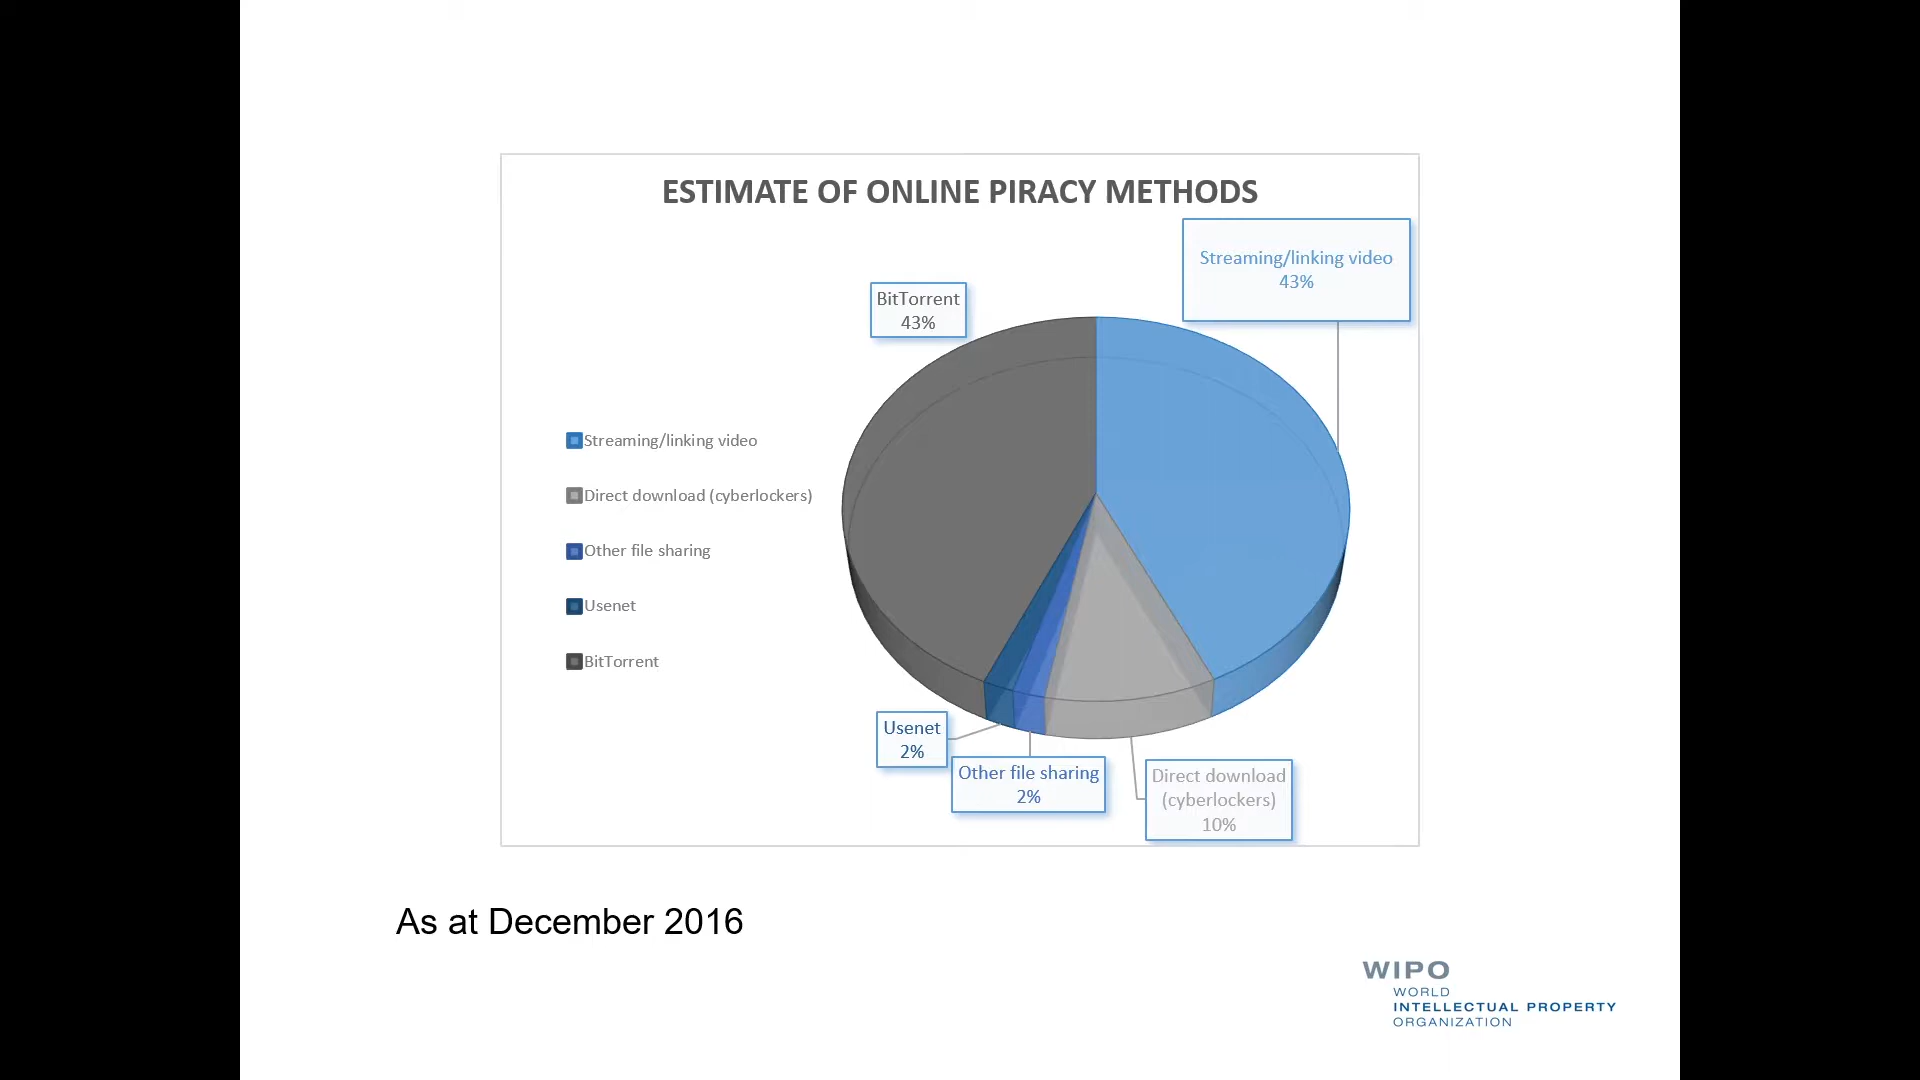 ESTIMATE OF ONLINE PIRACY METHODS
Streaming/linking video
43%
BitTorrent
43%
Streaming/linking video
Direct download (cyberlockers)
Other file sharing
Usenet
BitTorrent
Usenet
2%
Other file sharing
2%
Direct download
(cyberlockers)
10%
As at December 2016
WIPO
WORLD
INTELLECTUAL PROPERTY
ORGANIZATION